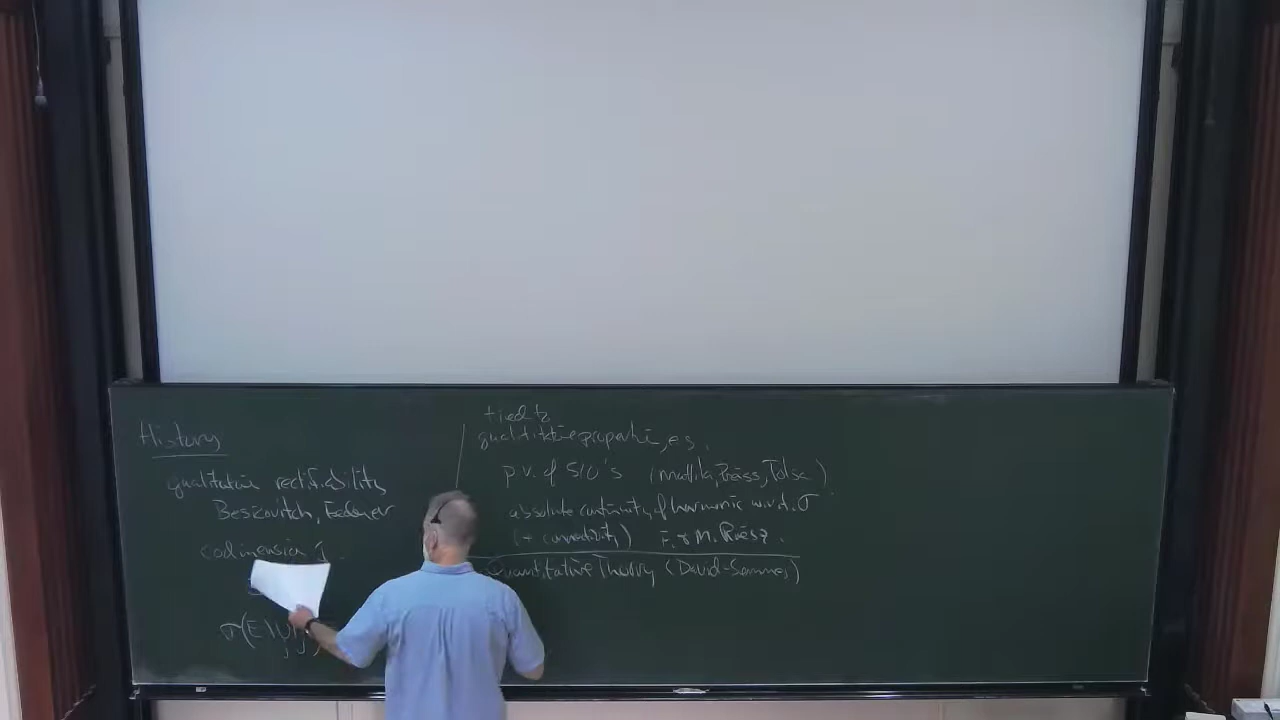 History
qualitative rectifiability
Besicovitch, Federer
codimension 1.
σ(E \ ∪
tied to
qualitative properties.
p.v. of SIO's (Mattila, Preiss, Tolsa)
absolute continuity of harmonic w.r.t. σ
(+ connectivity) F. & M. Riesz.
Quantitative Theory (David-Semmes)